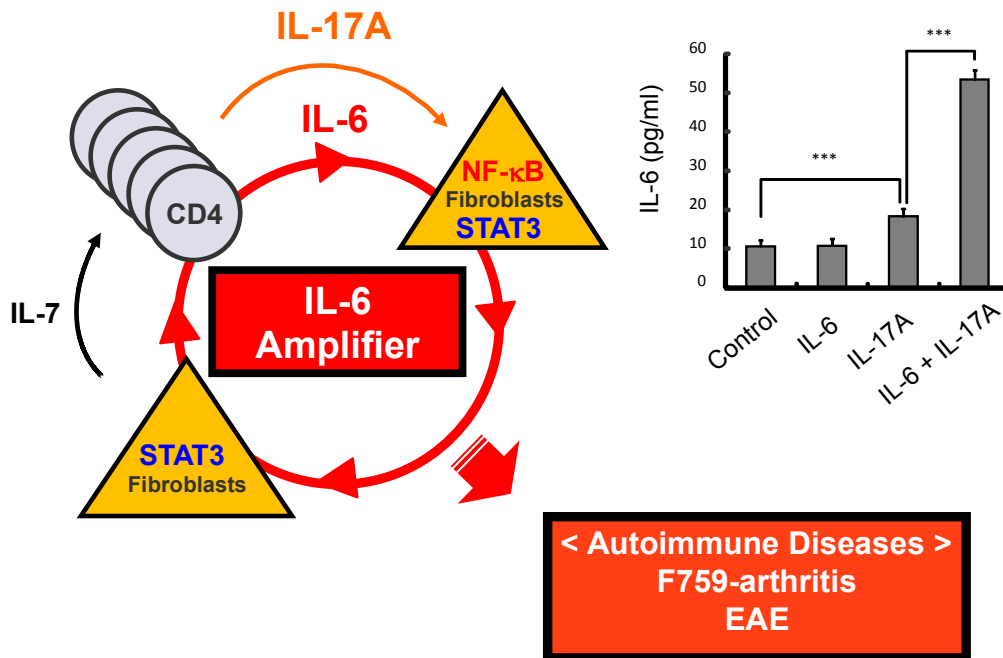 IL-17A
IL-6
NF-κB
Fibroblasts
STAT3
CD4
IL-7
IL-6
Amplifier
STAT3
Fibroblasts
< Autoimmune Diseases >
F759-arthritis
EAE
IL-6 (pg/ml)
60
50
40
30
20
10
0
***
***
Control
IL-6
IL-17A
IL-6 + IL-17A